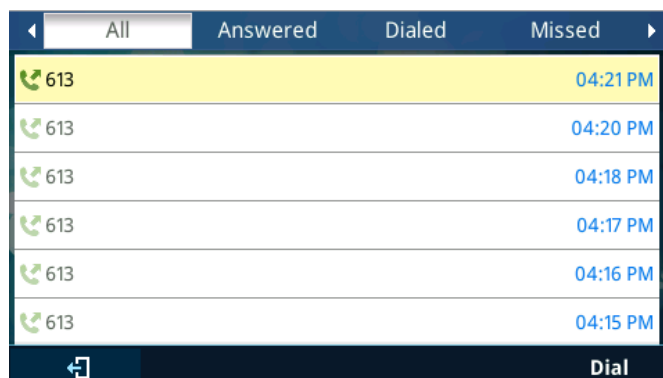 All Answered Dialed Missed
613 04:21 PM
613 04:20 PM
613 04:18 PM
613 04:17 PM
613 04:16 PM
613 04:15 PM
Dial